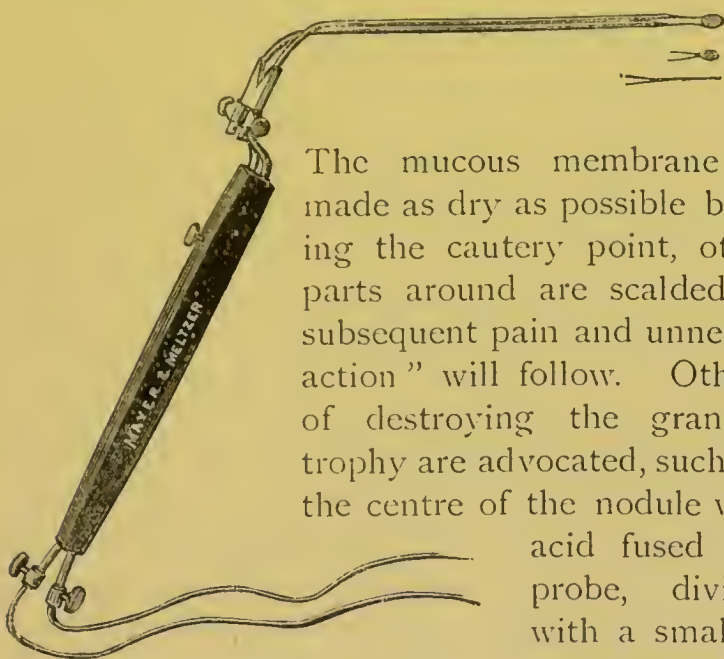 MAYER & MELTZER
The mucous membrane
made as dry as possible b
ing the cautery point, ot
parts around are scalded
subsequent pain and unne
action” will follow. Oth
of destroying the gran
trophy are advocated, such
the centre of the nodule v
acid fused
probe, divi
with a smal